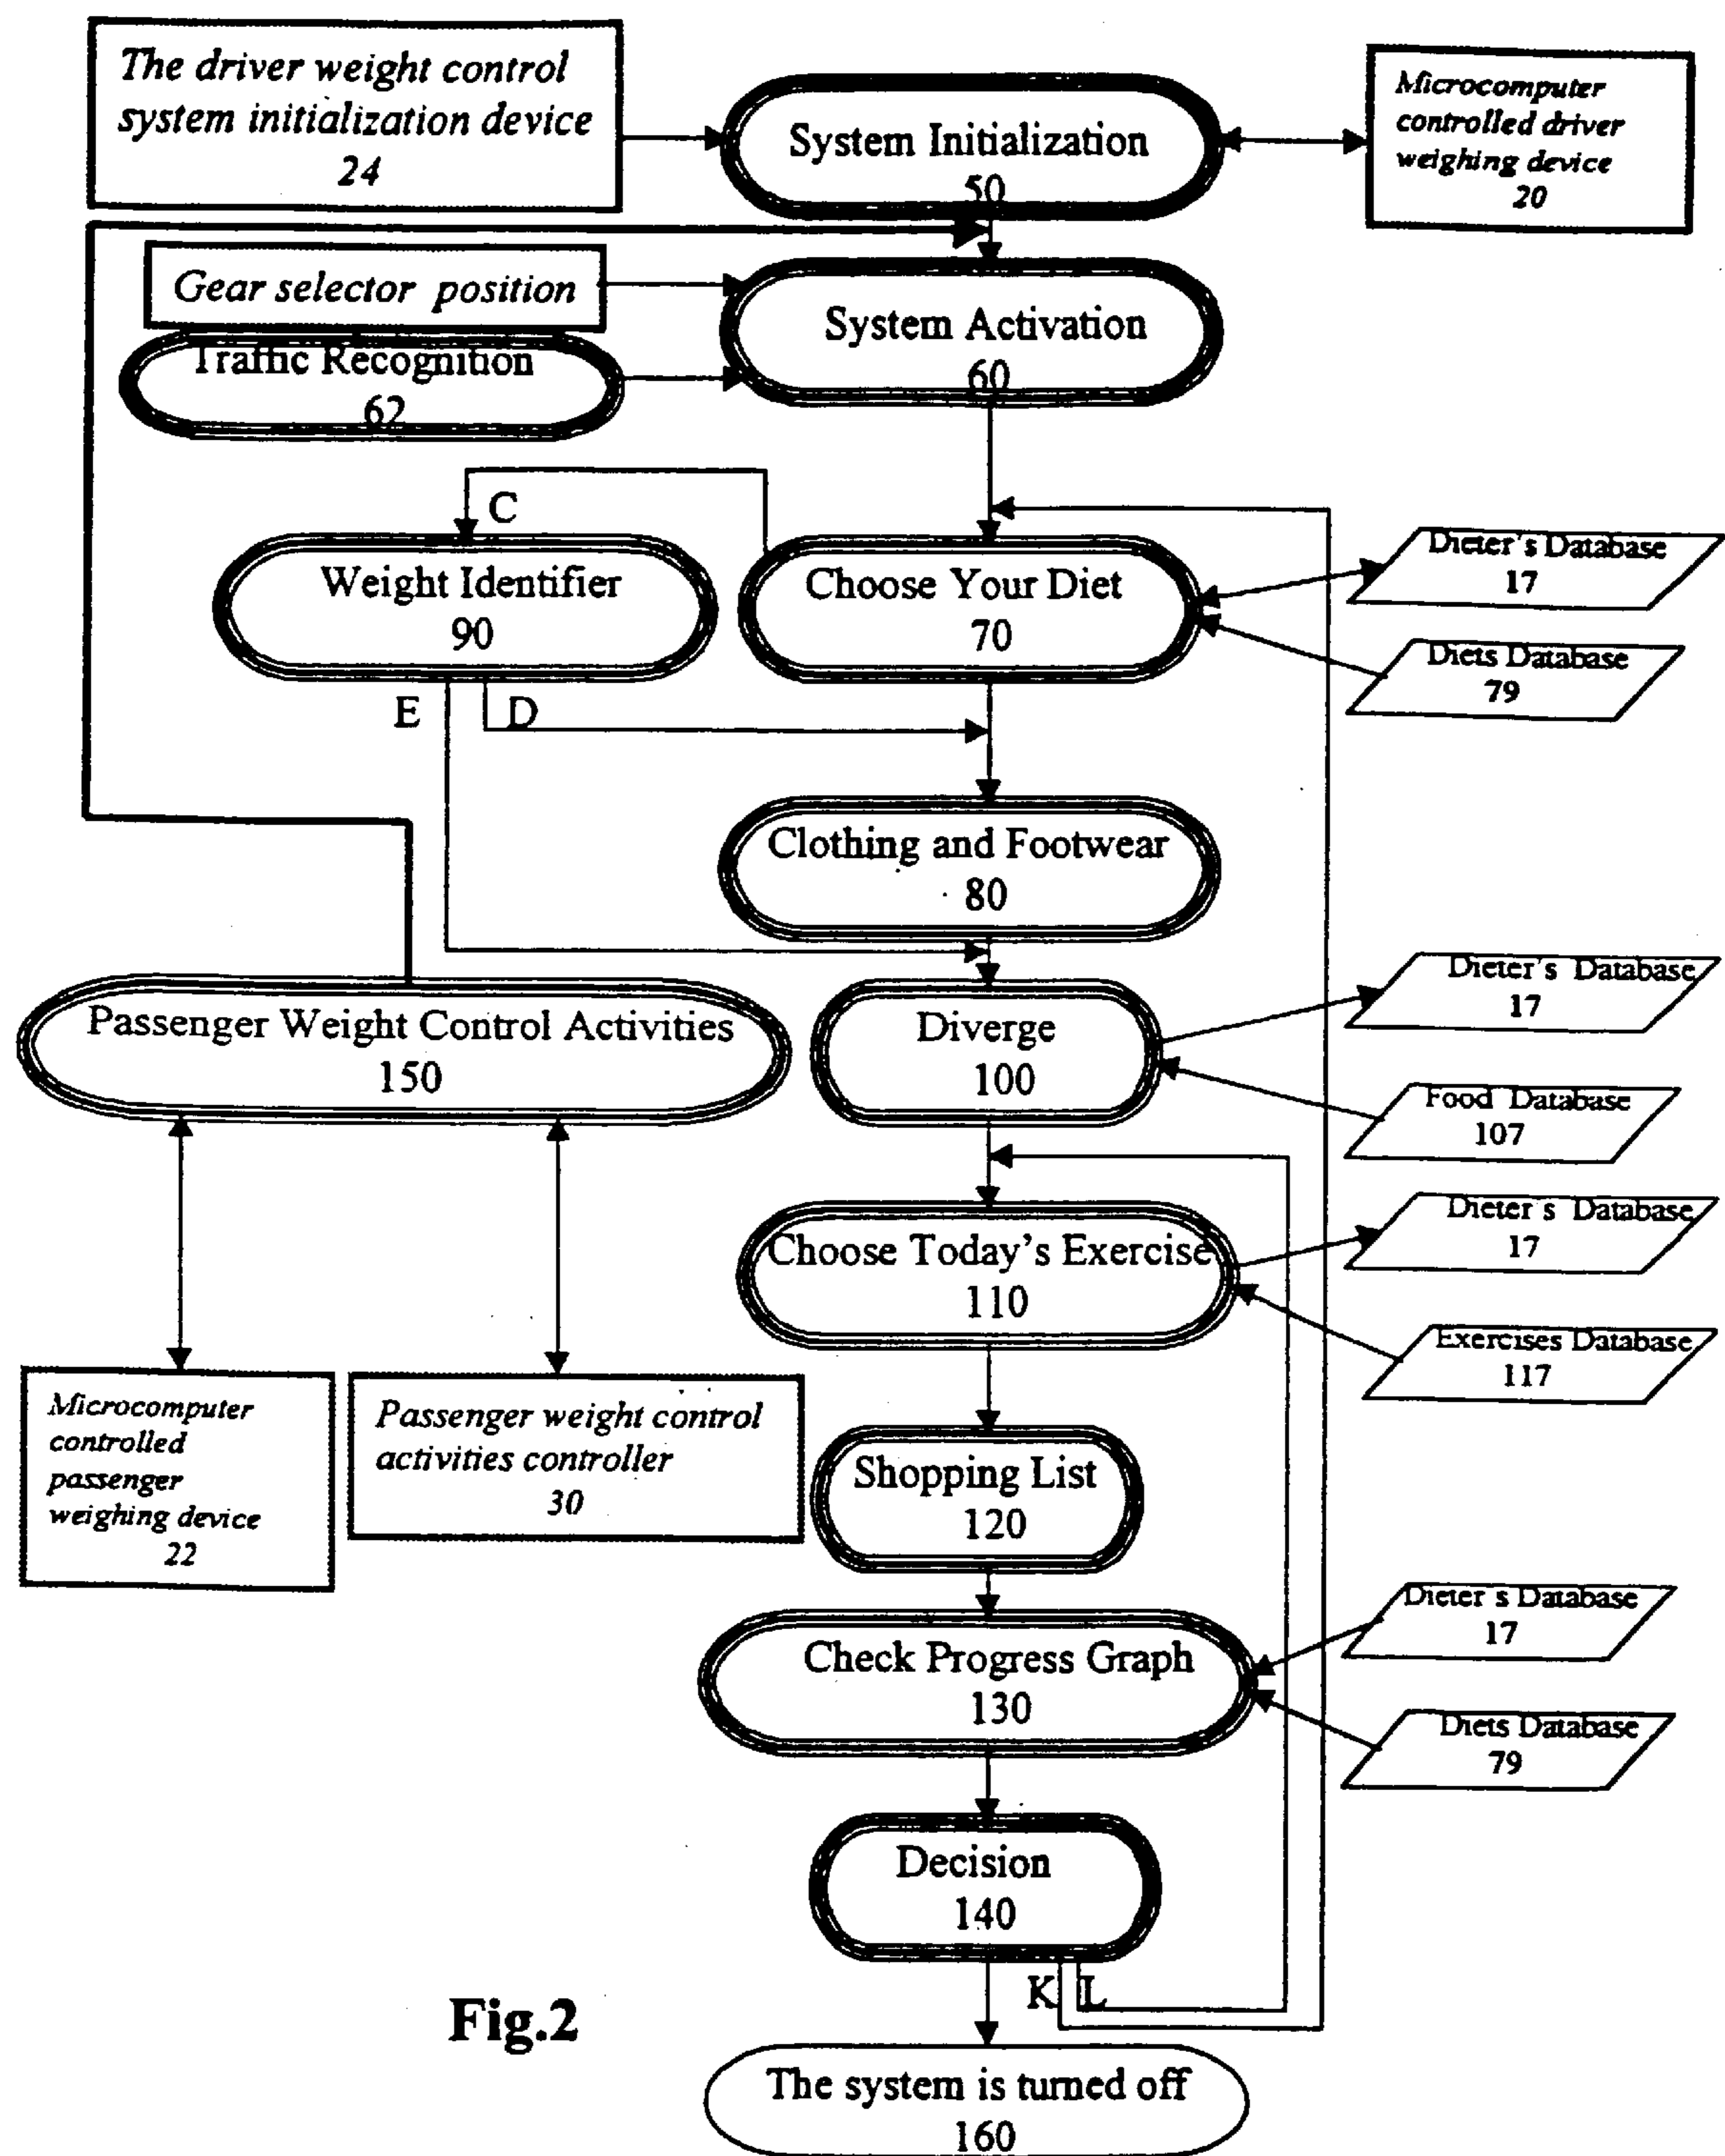 The driver weight control
system initialization device
24
System Initialization
50
Microcomputer
controlled driver
weighing device
20
Gear selector position
System Activation
60
Traffic Recognition
62
C
Weight Identifier
90
Choose Your Diet
70
Dieter's Database
17
Diets Database
79
E
D
Clothing and Footwear
80
Passenger Weight Control Activities
150
Diverge
100
Dieter's Database
17
Food Database
107
Choose Today's Exercise
110
Dieter's Database
17
Exercises Database
117
Microcomputer
controlled
passenger
weighing device
22
Passenger weight control
activities controller
30
Shopping List
120
Check Progress Graph
130
Dieter's Database
17
Diets Database
79
Decision
140
K
L
Fig.2
The system is turned off
160